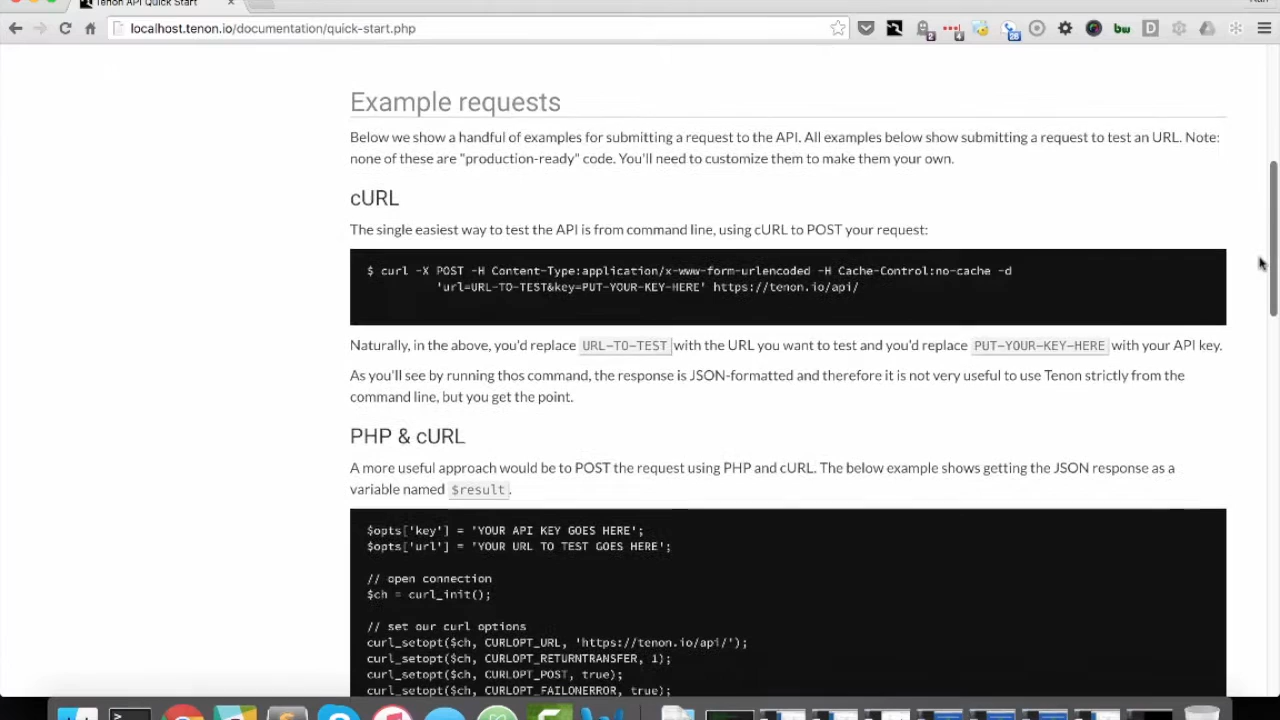 Tenon API Quick Start
localhost.tenon.io/documentation/quick-start.php
Example requests
Below we show a handful of examples for submitting a request to the API. All examples below show submitting a request to test an URL. Note:
none of these are "production-ready" code. You'll need to customize them to make them your own.
cURL
The single easiest way to test the API is from command line, using cURL to POST your request:
$ curl -X POST -H Content-Type:application/x-www-form-urlencoded -H Cache-Control:no-cache -d
'url=URL-TO-TEST&key=PUT-YOUR-KEY-HERE' https://tenon.io/api/
Naturally, in the above, you'd replace URL-TO-TEST with the URL you want to test and you'd replace PUT-YOUR-KEY-HERE with your API key.
As you'll see by running thos command, the response is JSON-formatted and therefore it is not very useful to use Tenon strictly from the
command line, but you get the point.
PHP & cURL
A more useful approach would be to POST the request using PHP and cURL. The below example shows getting the JSON response as a
variable named $result.
$opts['key'] = 'YOUR API KEY GOES HERE';
$opts['url'] = 'YOUR URL TO TEST GOES HERE';
// open connection
$ch = curl_init();
// set our curl options
curl_setopt($ch, CURLOPT_URL, 'https://tenon.io/api/');
curl_setopt($ch, CURLOPT_RETURNTRANSFER, 1);
curl_setopt($ch, CURLOPT_POST, true);
curl_setopt($ch, CURLOPT_FAILONERROR, true);